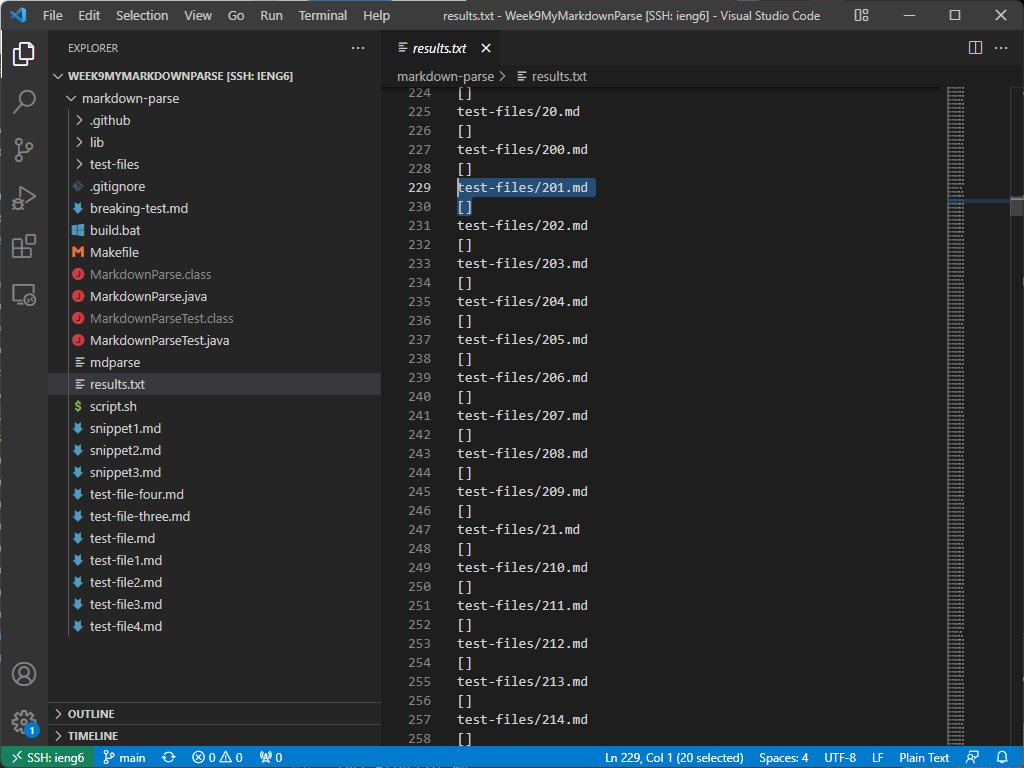 File Edit Selection View Go Run Terminal Help results.txt - Week9MyMarkdownParse [SSH: ieng6] - Visual Studio Code
EXPLORER
WEEK9MYMARKDOWNPARSE [SSH: IENG6]
markdown-parse
.github
lib
test-files
.gitignore
breaking-test.md
build.bat
Makefile
MarkdownParse.class
MarkdownParse.java
MarkdownParseTest.class
MarkdownParseTest.java
mdparse
results.txt
script.sh
snippet1.md
snippet2.md
snippet3.md
test-file-four.md
test-file-three.md
test-file.md
test-file1.md
test-file2.md
test-file3.md
test-file4.md
OUTLINE
TIMELINE
1
results.txt
markdown-parse > results.txt
224 []
225 test-files/20.md
226 []
227 test-files/200.md
228 []
229 test-files/201.md
230 []
231 test-files/202.md
232 []
233 test-files/203.md
234 []
235 test-files/204.md
236 []
237 test-files/205.md
238 []
239 test-files/206.md
240 []
241 test-files/207.md
242 []
243 test-files/208.md
244 []
245 test-files/209.md
246 []
247 test-files/21.md
248 []
249 test-files/210.md
250 []
251 test-files/211.md
252 []
253 test-files/212.md
254 []
255 test-files/213.md
256 []
257 test-files/214.md
258 []
SSH: ieng6 main 0 0 0 Ln 229, Col 1 (20 selected) Spaces: 4 UTF-8 LF Plain Text